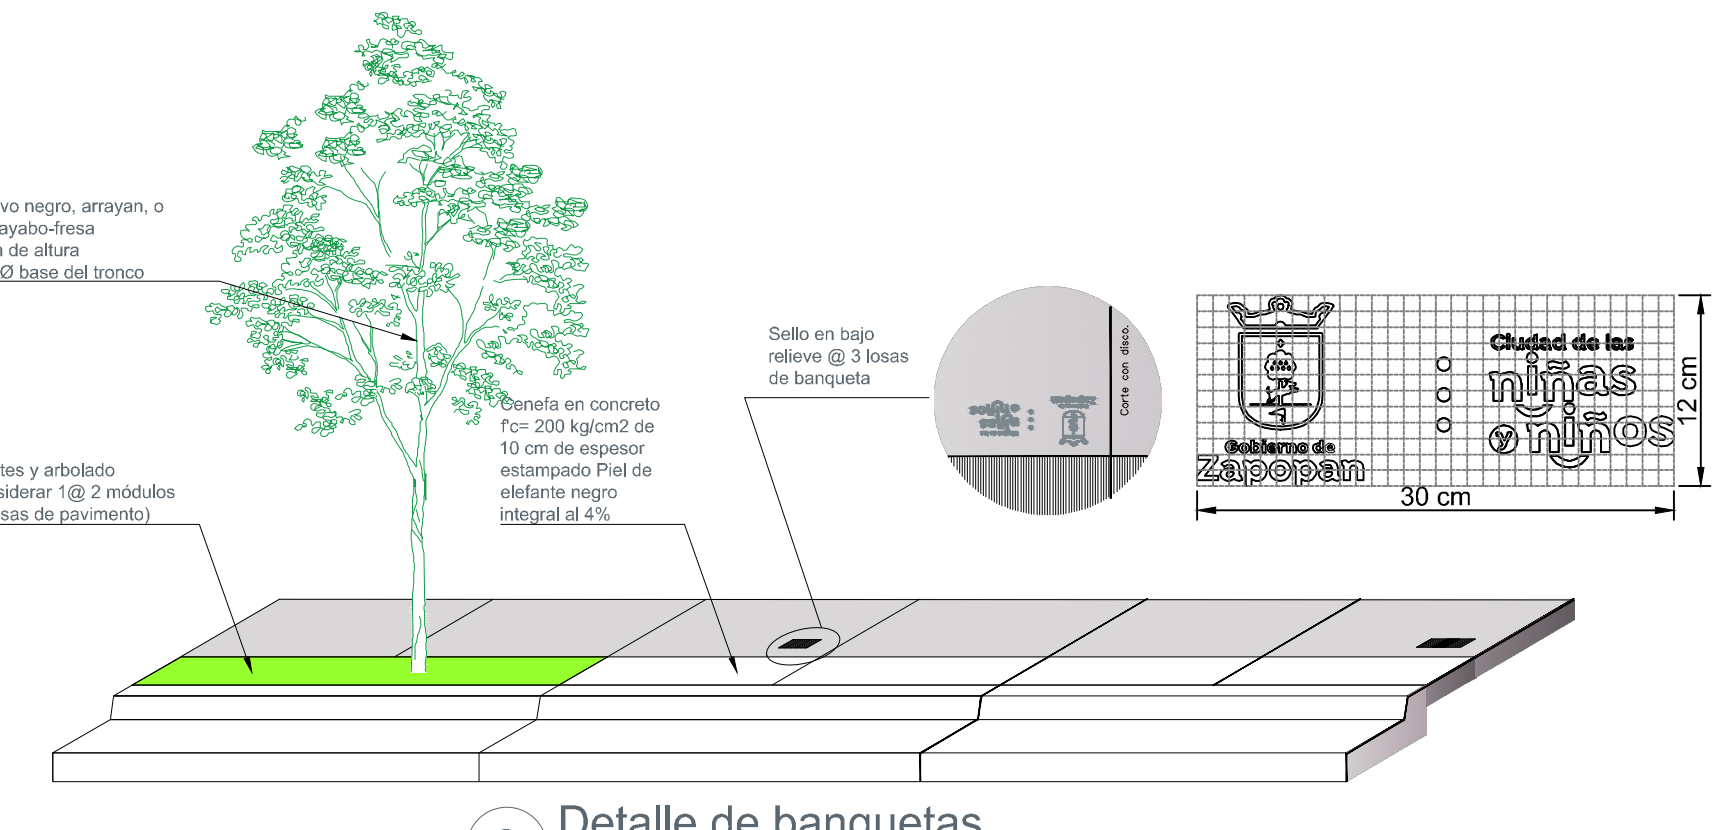 vo negro, arrayan, o
ayabo-fresa
de altura
Ø base del tronco
tes y arbolado
siderar 1@ 2 módulos
sas de pavimento)
Cenefa en concreto
f'c= 200 kg/cm2 de
10 cm de espesor
estampado Piel de
elefante negro
integral al 4%
Sello en bajo
relieve @ 3 losas
de banqueta
Corte con disco.
Gobierno de
Zapopan
Ciudad de las
niñas
y niños
12 cm
30 cm
Detalle de banquetas